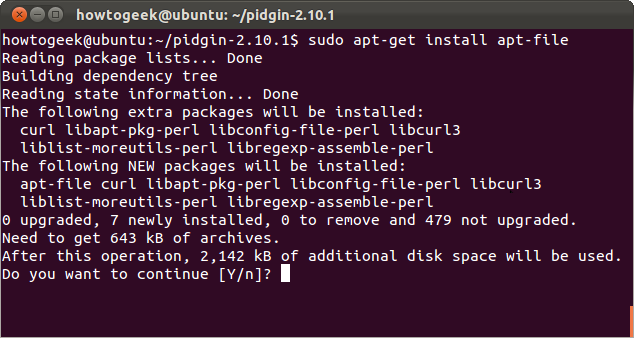 howtogeek@ubuntu: ~/pidgin-2.10.1
howtogeek@ubuntu:~/pidgin-2.10.1$ sudo apt-get install apt-file
Reading package lists... Done
Building dependency tree
Reading state information... Done
The following extra packages will be installed:
  curl libapt-pkg-perl libconfig-file-perl libcurl3
  liblist-moreutils-perl libregexp-assemble-perl
The following NEW packages will be installed:
  apt-file curl libapt-pkg-perl libconfig-file-perl libcurl3
  liblist-moreutils-perl libregexp-assemble-perl
0 upgraded, 7 newly installed, 0 to remove and 479 not upgraded.
Need to get 643 kB of archives.
After this operation, 2,142 kB of additional disk space will be used.
Do you want to continue [Y/n]?